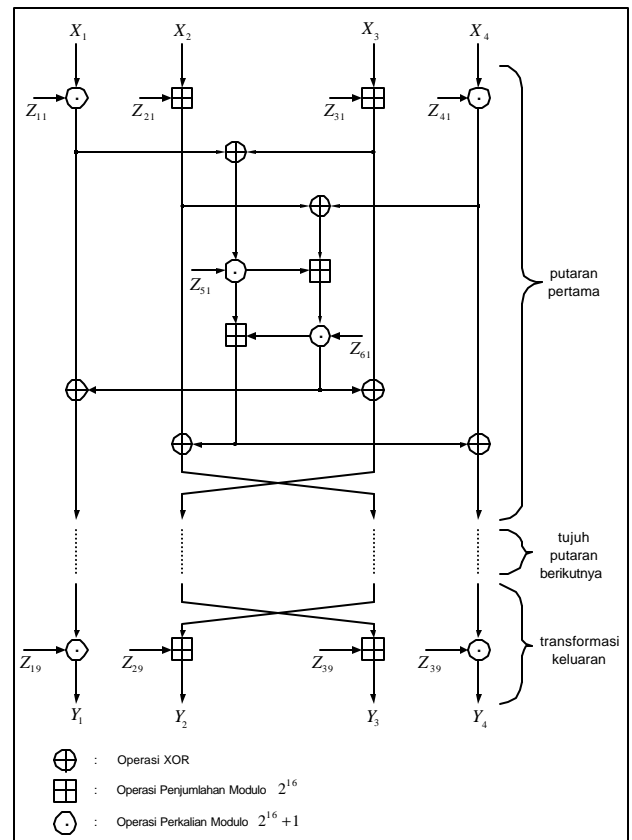 X1 X2 X3 X4
Z11 Z21 Z31 Z41
Z51
Z61
putaran
pertama
tujuh
putaran
berikutnya
transformasi
keluaran
Z19 Z29 Z39 Z39
Y1 Y2 Y3 Y4
: Operasi XOR
: Operasi Penjumlahan Modulo 2^16
: Operasi Perkalian Modulo 2^16 +1